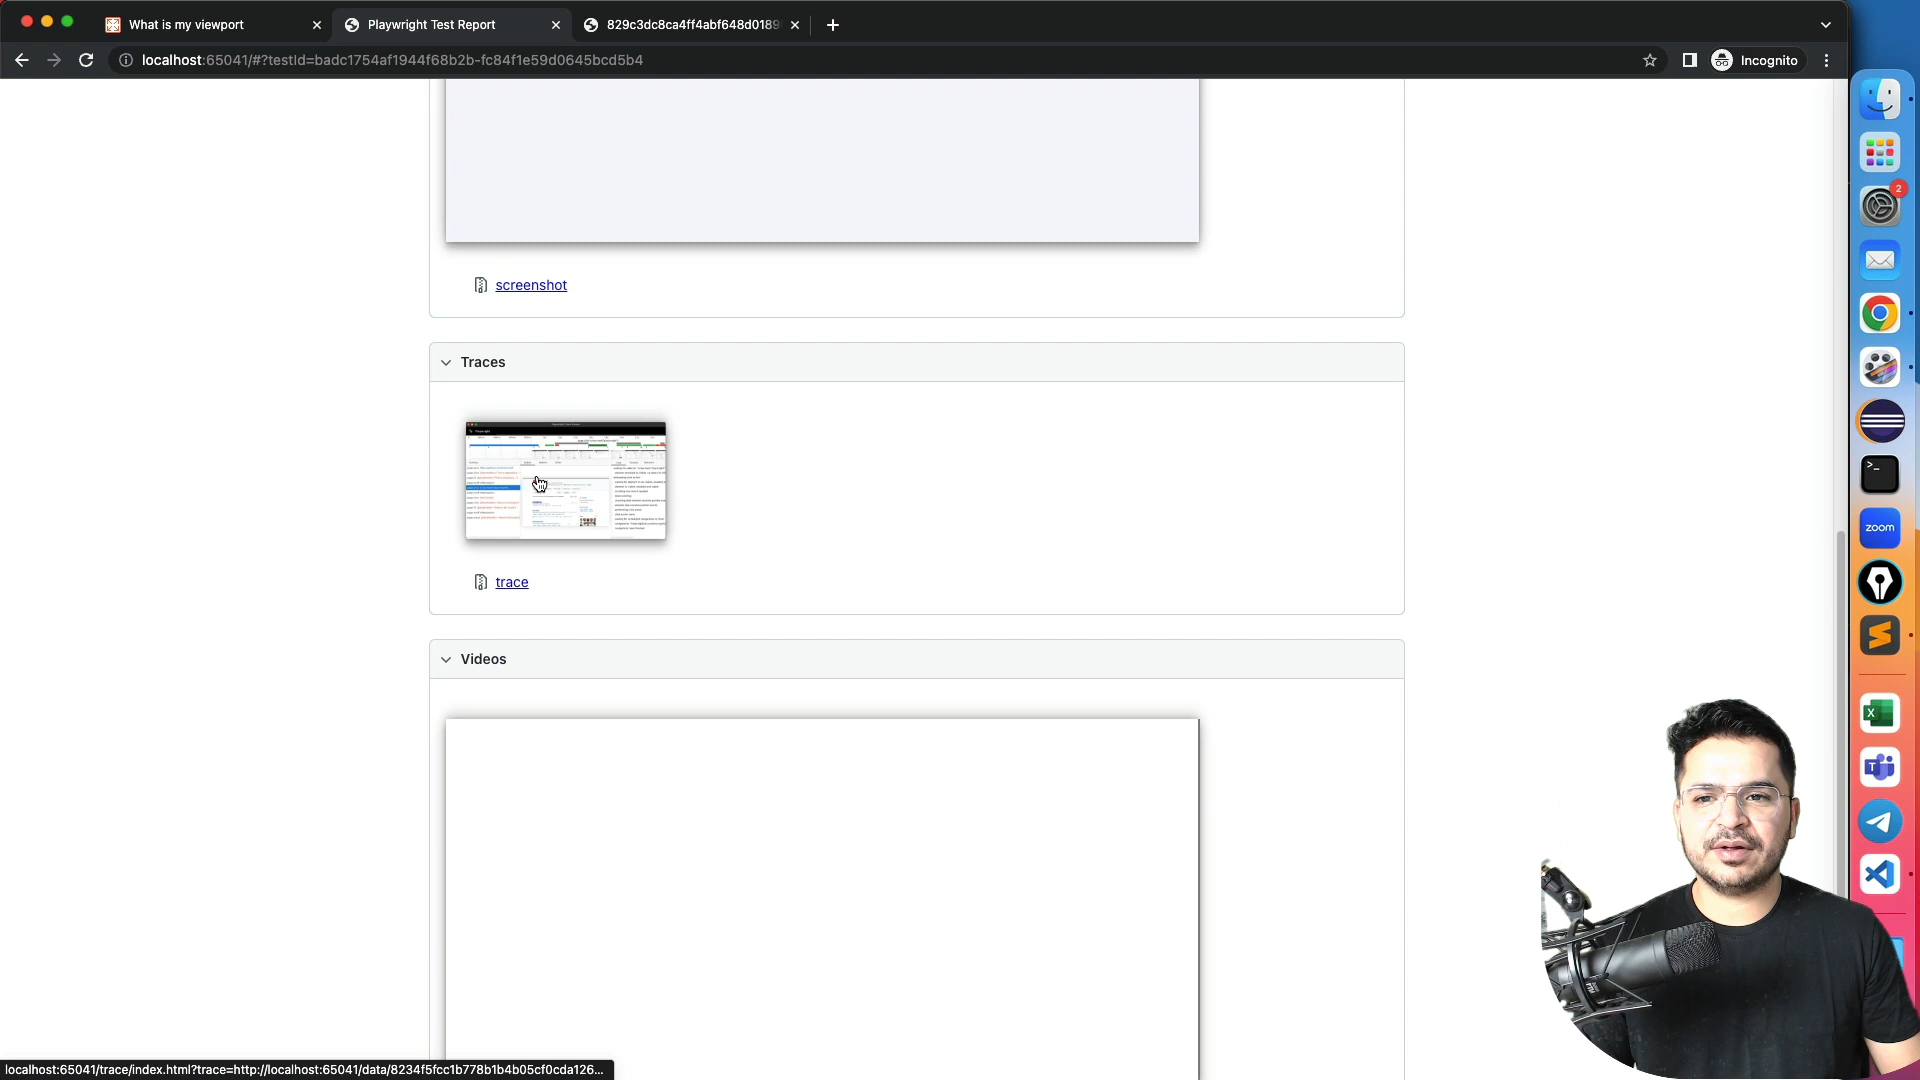 What is my viewport
Playwright Test Report
829c3dc8ca4ff4abf648d0189
localhost:65041/#?testId=badc1754af1944f68b2b-fc84f1e59d0645bcd5b4
Incognito
2
screenshot
Traces
trace
Videos
zoom
localhost:65041/trace/index.html?trace=http://localhost:65041/data/8234f5fcc1b778b1b4b05cf0cda126...